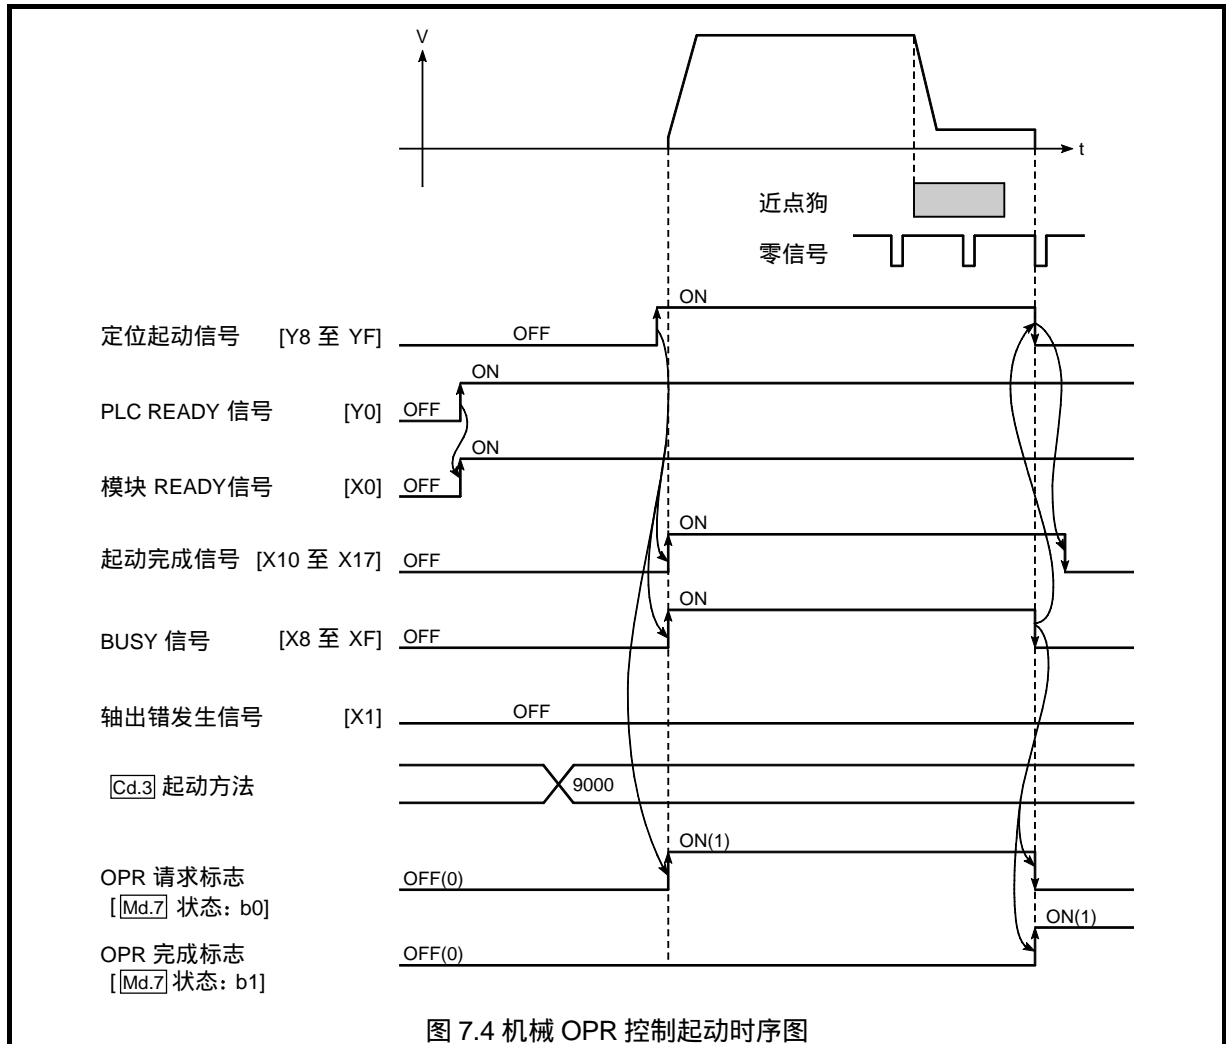 V
t
近点狗
零信号
ON
定位起动信号 [Y8 至 YF] OFF
ON
PLC READY 信号 [Y0] OFF
ON
模块 READY信号 [X0] OFF
ON
起动完成信号 [X10 至 X17] OFF
ON
BUSY 信号 [X8 至 XF] OFF
轴出错发生信号 [X1] OFF
Cd.3 起动方法 9000
ON(1)
OPR 请求标志 OFF(0)
[ Md.7 状态: b0]
ON(1)
OPR 完成标志 OFF(0)
[ Md.7 状态: b1]
图 7.4 机械 OPR 控制起动时序图